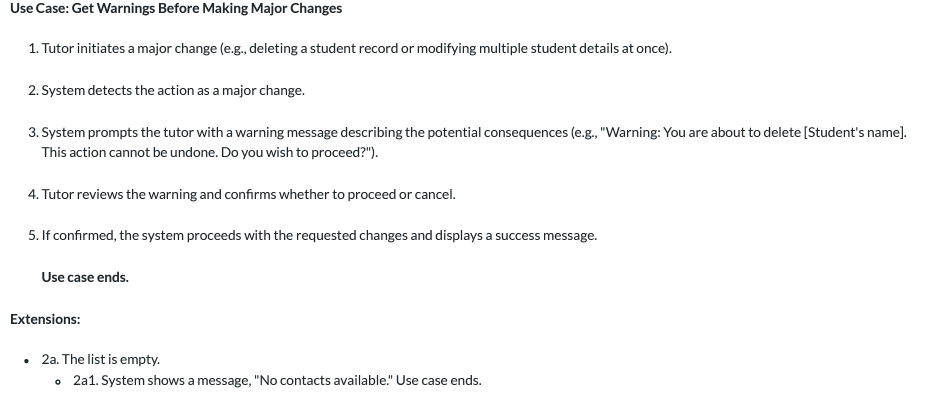 Use Case: Get Warnings Before Making Major Changes
1. Tutor initiates a major change (e.g., deleting a student record or modifying multiple student details at once).
2. System detects the action as a major change.
3. System prompts the tutor with a warning message describing the potential consequences (e.g., "Warning: You are about to delete [Student's name].
This action cannot be undone. Do you wish to proceed?").
4. Tutor reviews the warning and confirms whether to proceed or cancel.
5. If confirmed, the system proceeds with the requested changes and displays a success message.
Use case ends.
Extensions:
• 2a. The list is empty.
◦ 2a1. System shows a message, "No contacts available." Use case ends.